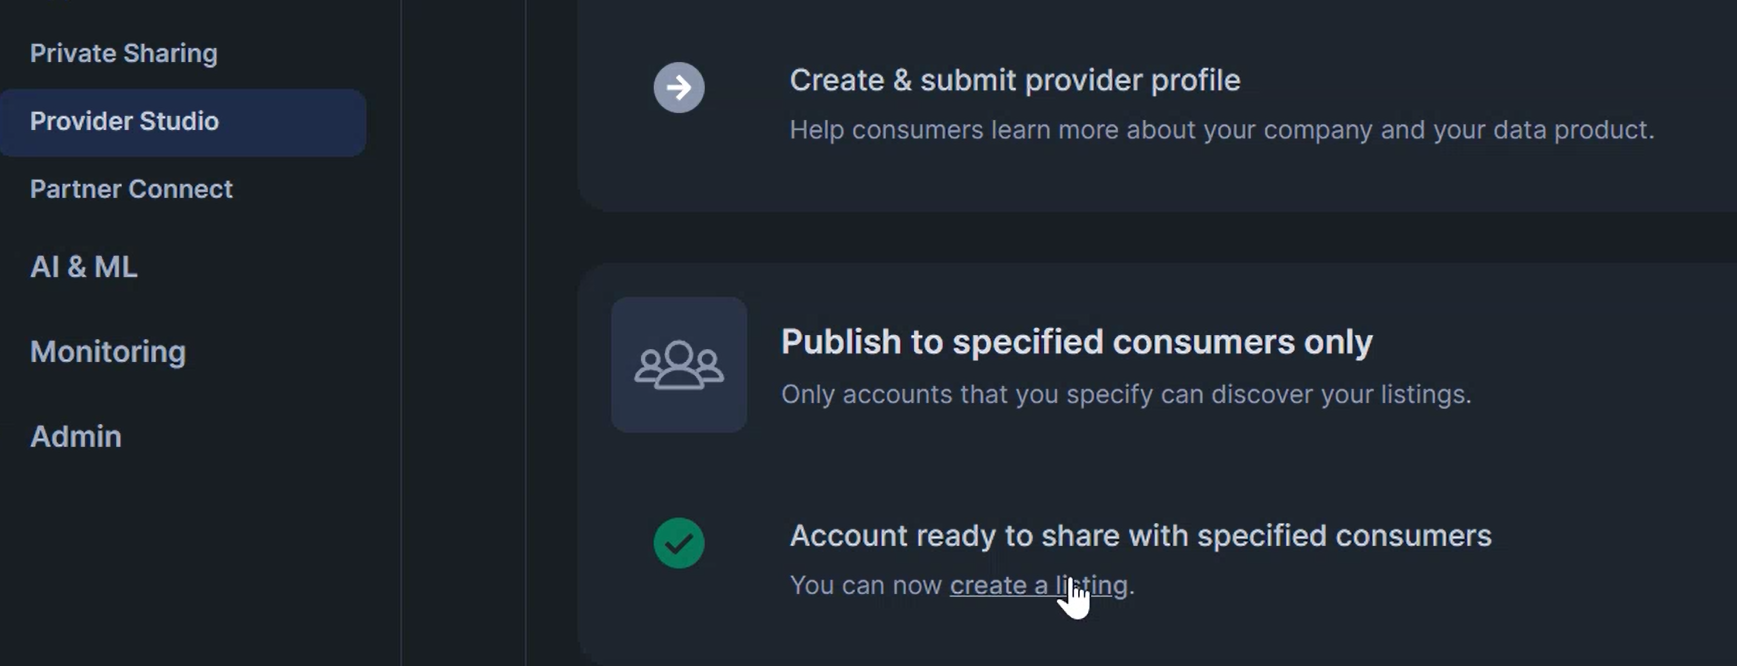 Private Sharing
Provider Studio
Partner Connect
AI & ML
Monitoring
Admin
Create & submit provider profile
Help consumers learn more about your company and your data product.
Publish to specified consumers only
Only accounts that you specify can discover your listings.
Account ready to share with specified consumers
You can now create a listing.